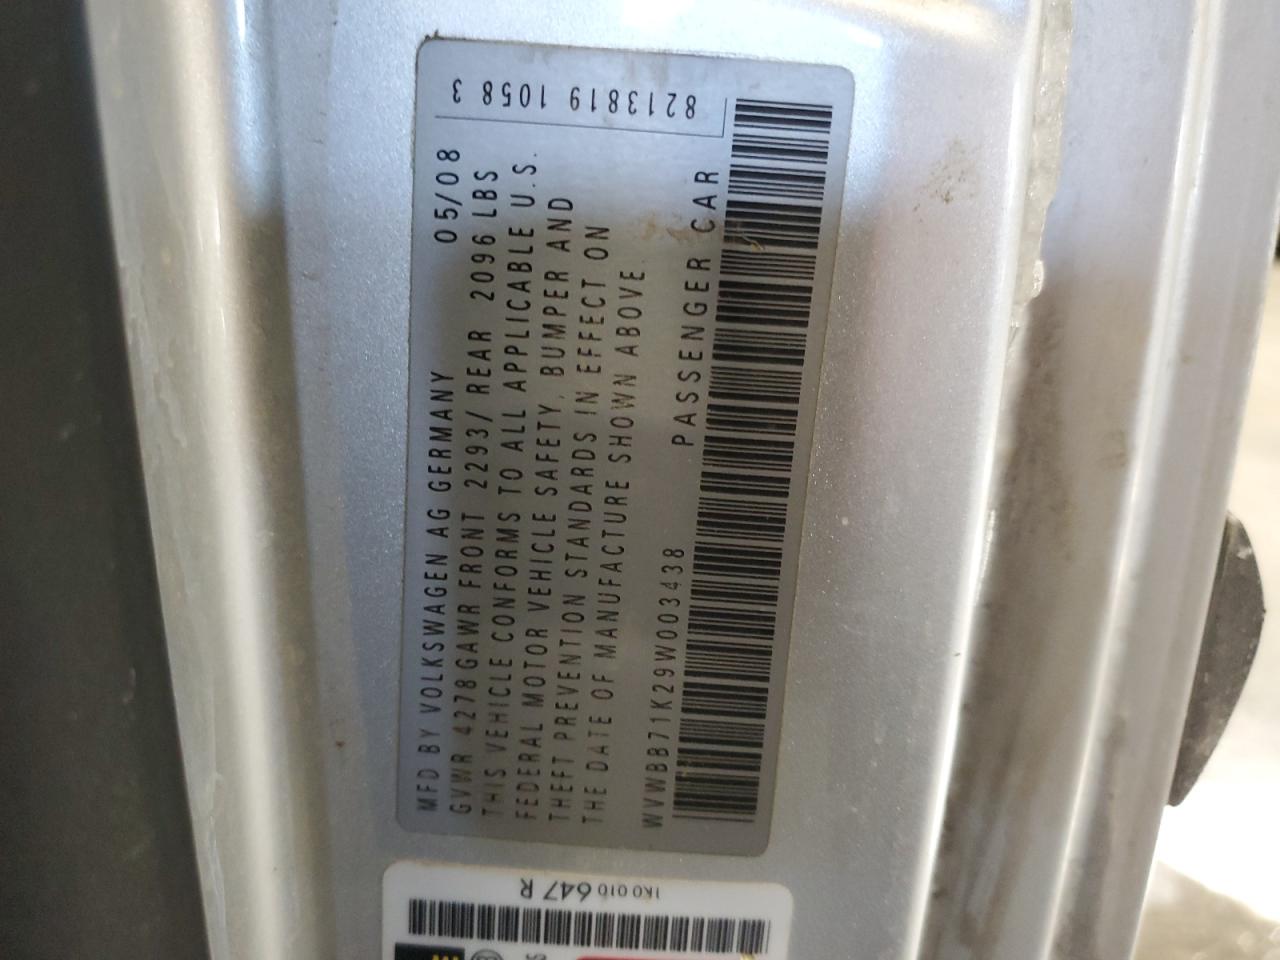 MFD BY VOLKSWAGEN AG GERMANY 05/08
GVWR 4278GAWR FRONT 2293/ REAR 2096 LBS
THIS VEHICLE CONFORMS TO ALL APPLICABLE U.S.
FEDERAL MOTOR VEHICLE SAFETY, BUMPER AND
THEFT PREVENTION STANDARDS IN EFFECT ON
THE DATE OF MANUFACTURE SHOWN ABOVE.
WVWBB71K29W003438 PASSENGER CAR
8213819 1058 3
1K0 010 647 R